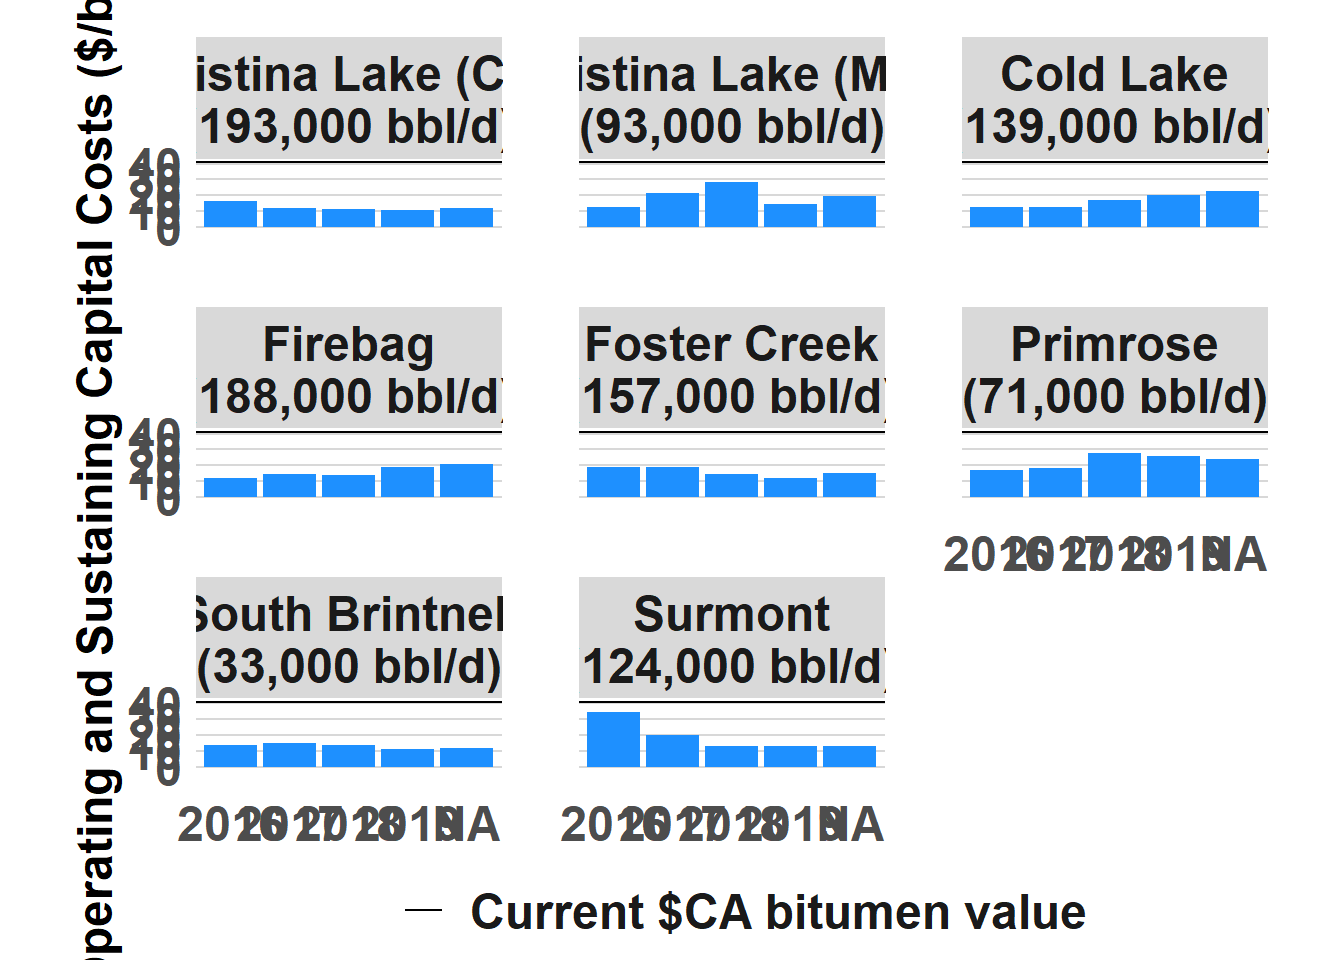 Operating and Sustaining Capital Costs ($/b
istina Lake (C
193,000 bbl/d)
istina Lake (M
(93,000 bbl/d)
Cold Lake
139,000 bbl/d)
40
30
20
10
0
Firebag
188,000 bbl/d)
Foster Creek
157,000 bbl/d)
Primrose
(71,000 bbl/d)
40
30
20
10
0
2016 2017 2018 2019 NA
South Brintnel
(33,000 bbl/d)
Surmont
124,000 bbl/d)
40
30
20
10
0
2016 2017 2018 2019 NA
2016 2017 2018 2019 NA
Current $CA bitumen value